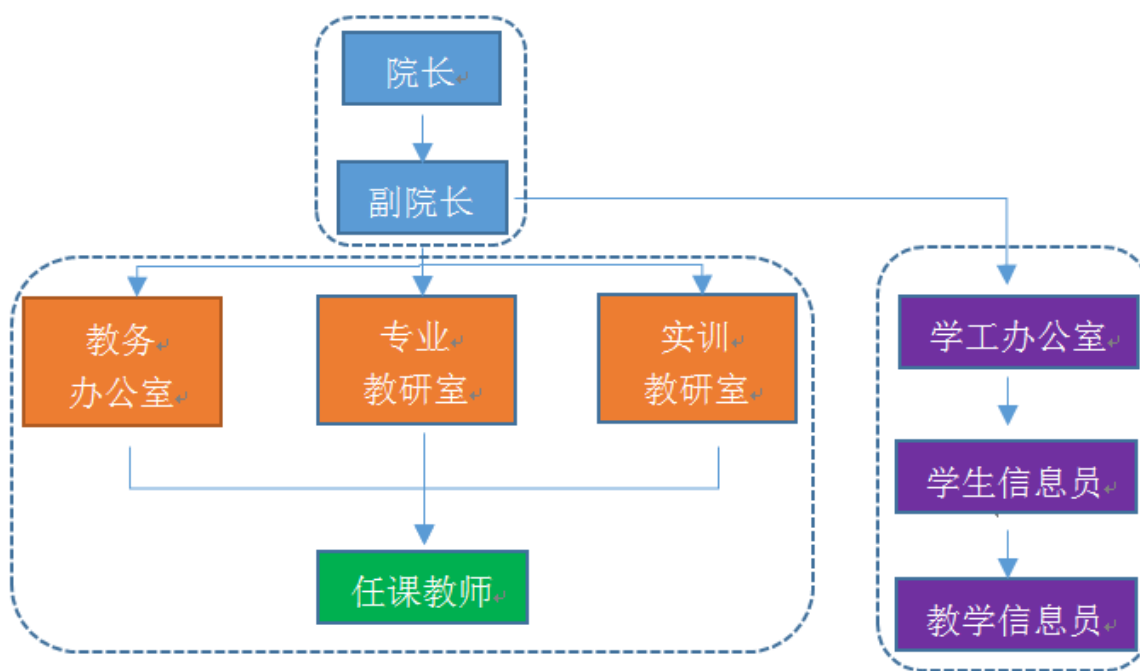 院长
副院长
教务
办公室
专业
教研室
实训
教研室
学工办公室
学生信息员
任课教师
教学信息员